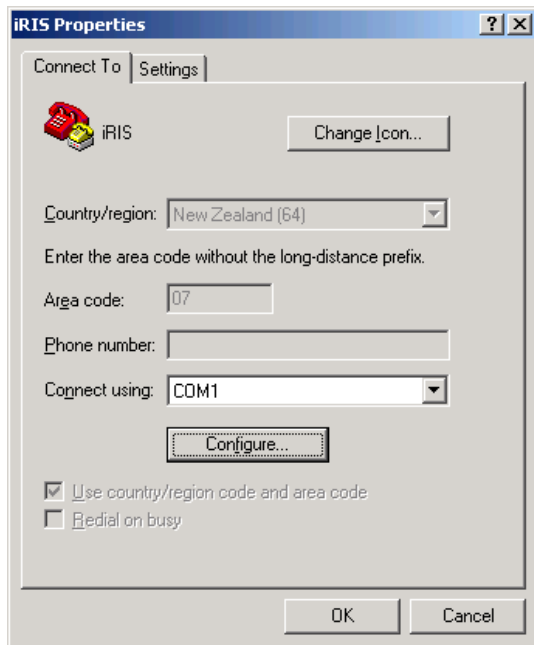 iRIS Properties
Connect To Settings
iRIS Change Icon...
Country/region: New Zealand (64)
Enter the area code without the long-distance prefix.
Area code: 07
Phone number:
Connect using: COM1
Configure...
Use country/region code and area code
Redial on busy
OK Cancel